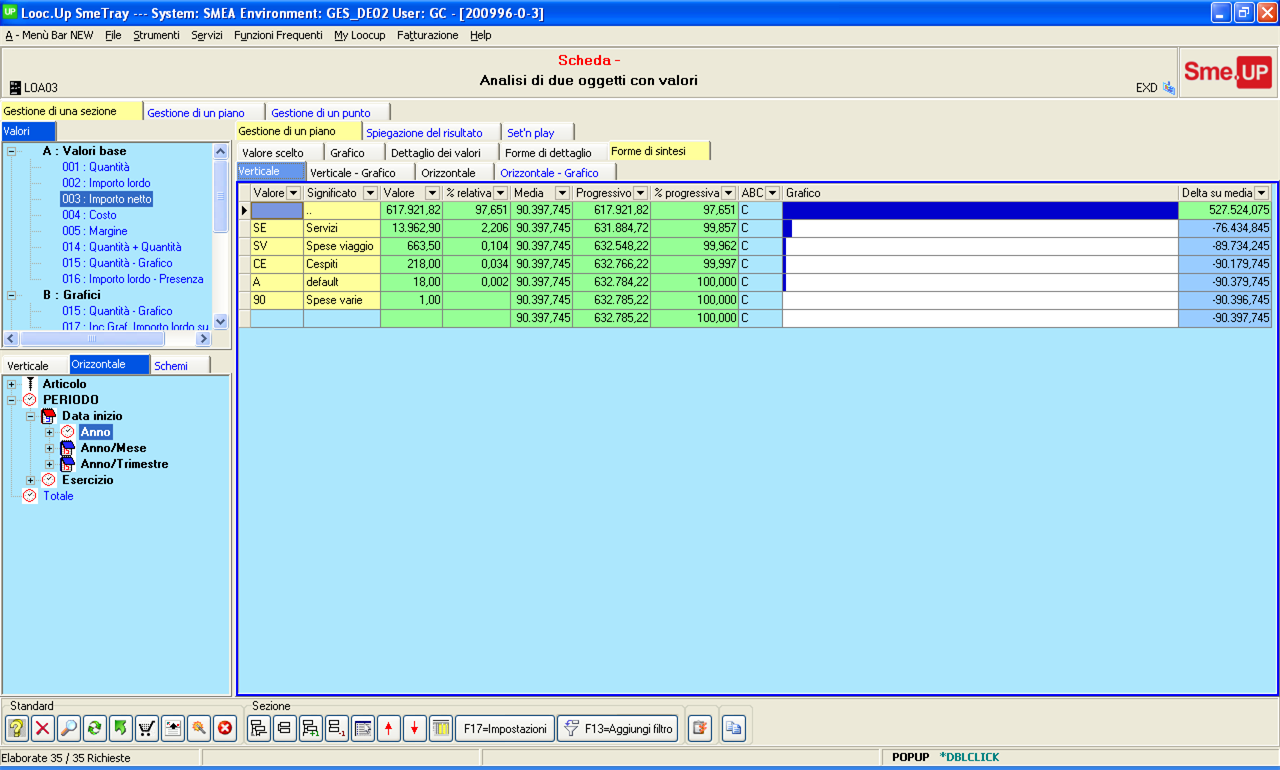 UP Looc.Up SmeTray --- System: SMEA Environment: GES_DE02 User: GC - [200996-0-3]
A - Menù Bar NEW File Strumenti Servizi Funzioni Frequenti My Loocup Fatturazione Help
Scheda -
Analisi di due oggetti con valori
LOA03
EXD
Sme.UP
Gestione di una sezione Gestione di un piano Gestione di un punto
Valori
A : Valori base
001 : Quantità
002 : Importo lordo
003 : Importo netto
004 : Costo
005 : Margine
014 : Quantità + Quantità
015 : Quantità - Grafico
016 : Importo lordo - Presenza
B : Grafici
015 : Quantità - Grafico
017 : Inc.Graf. Importo lordo su
Verticale Orizzontale Schemi
Articolo
PERIODO
Data inizio
Anno
Anno/Mese
Anno/Trimestre
Esercizio
Totale
Gestione di un piano Spiegazione del risultato Set'n play
Valore scelto Grafico Dettaglio dei valori Forme di dettaglio Forme di sintesi
Verticale Verticale - Grafico Orizzontale Orizzontale - Grafico
Valore Significato Valore % relativa Media Progressivo % progressiva ABC Grafico Delta su media
.. 617.921,82 97,651 90.397,745 617.921,82 97,651 C 527.524,075
SE Servizi 13.962,90 2,206 90.397,745 631.884,72 99,857 C -76.434,845
SV Spese viaggio 663,50 0,104 90.397,745 632.548,22 99,962 C -89.734,245
CE Cespiti 218,00 0,034 90.397,745 632.766,22 99,997 C -90.179,745
A default 18,00 0,002 90.397,745 632.784,22 100,000 C -90.379,745
90 Spese varie 1,00 90.397,745 632.785,22 100,000 C -90.396,745
90.397,745 632.785,22 100,000 C -90.397,745
Standard
Sezione
F17=Impostazioni F13=Aggiungi filtro
Elaborate 35 / 35 Richieste
POPUP *DBLCLICK